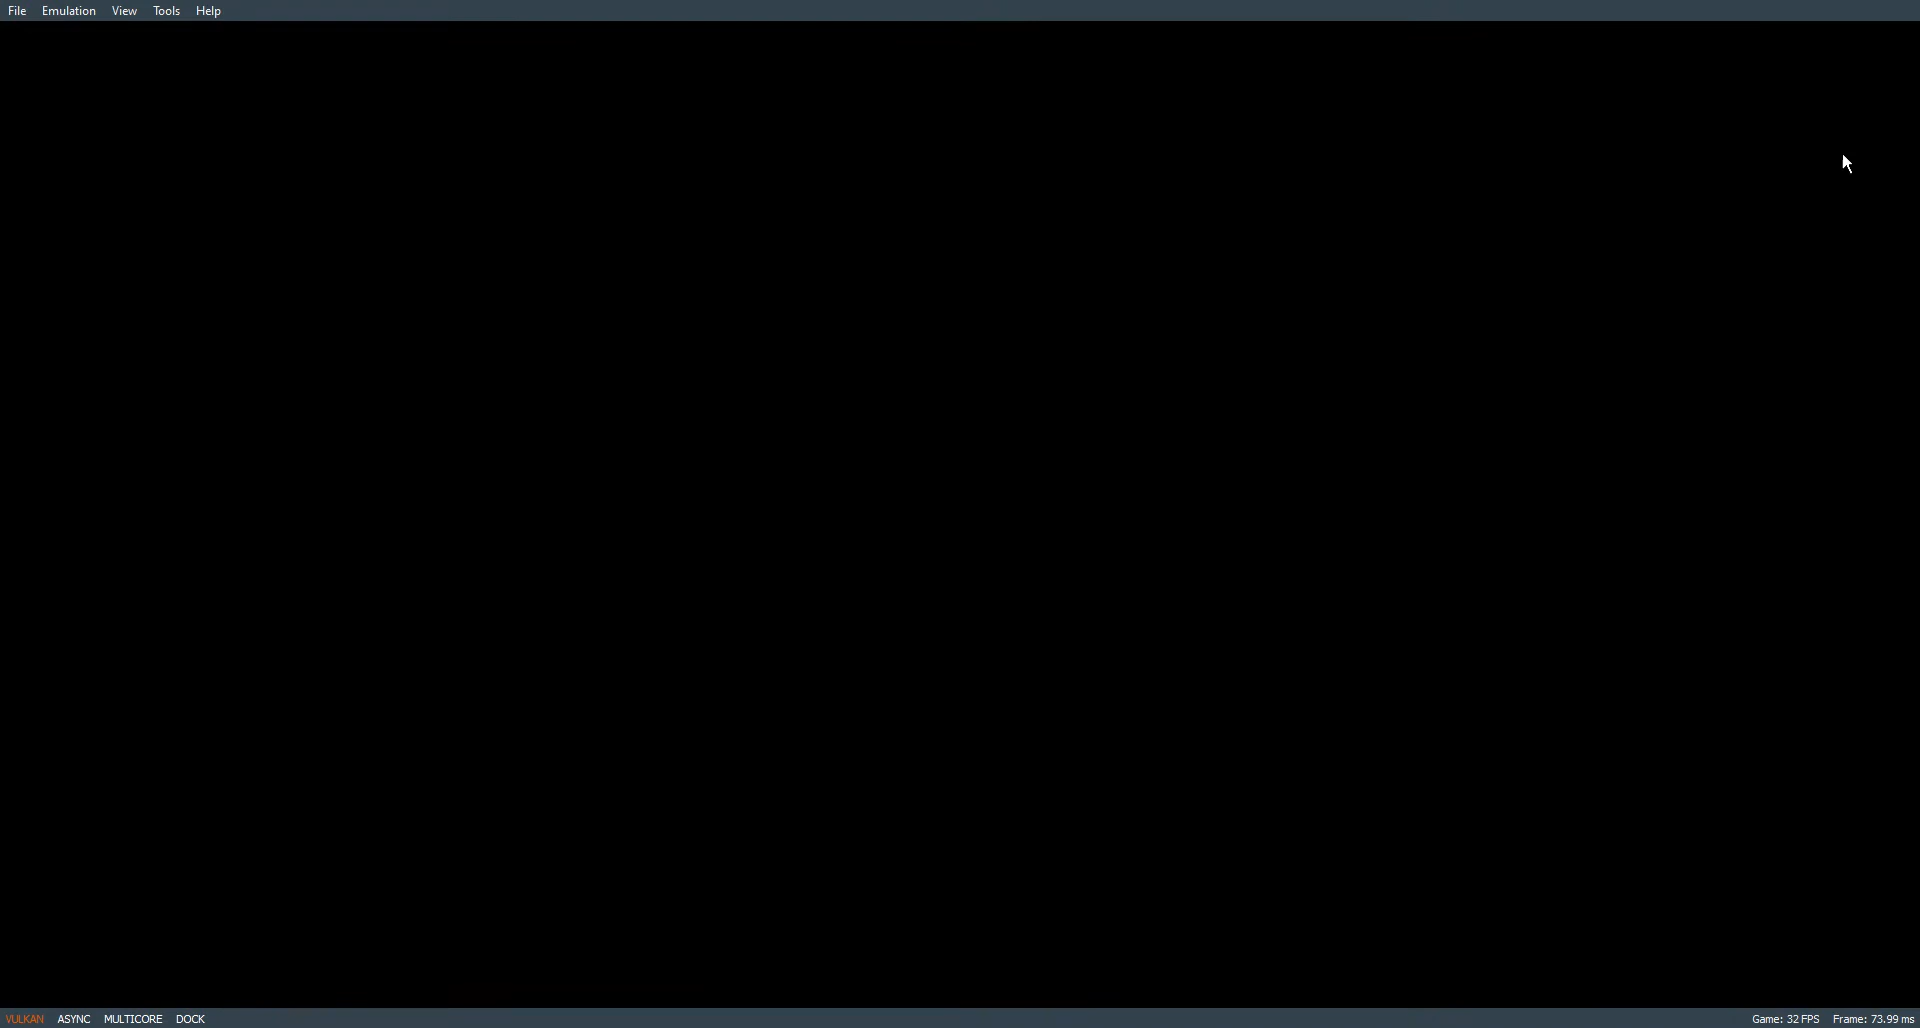 File Emulation View Tools Help
VULKAN ASYNC MULTICORE DOCK Game: 32 FPS Frame: 73.99 ms